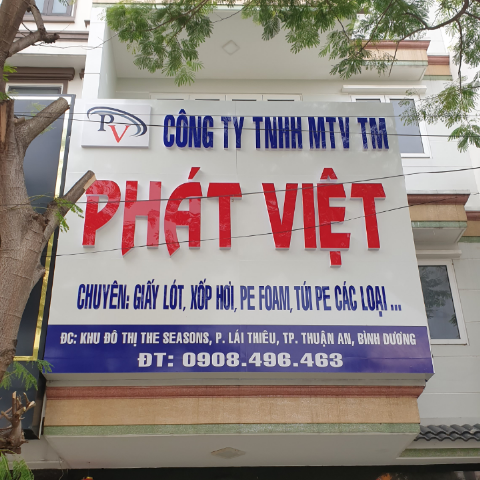 PV
CÔNG TY TNHH MTV TM
PHÁT VIỆT
CHUYÊN: GIẤY LÓT, XỐP HƠI, PE FOAM, TÚI PE CÁC LOẠI ...
ĐC: KHU ĐÔ THỊ THE SEASONS, P. LÁI THIÊU, TP. THUẬN AN, BÌNH DƯƠNG
ĐT: 0908.496.463